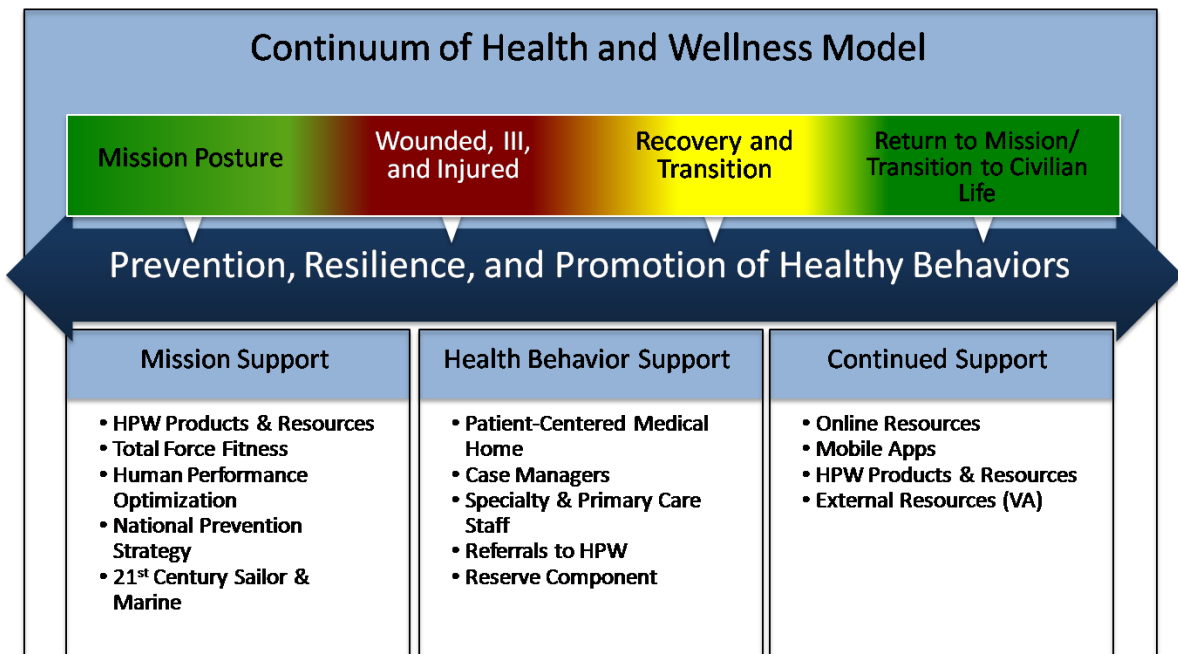 Continuum of Health and Wellness Model
Mission Posture
Wounded, Ill,
and Injured
Recovery and
Transition
Return to Mission/
Transition to Civilian
Life
Prevention, Resilience, and Promotion of Healthy Behaviors
Mission Support
• HPW Products & Resources
• Total Force Fitness
• Human Performance
Optimization
• National Prevention
Strategy
• 21st Century Sailor &
Marine
Health Behavior Support
• Patient-Centered Medical
Home
• Case Managers
• Specialty & Primary Care
Staff
• Referrals to HPW
• Reserve Component
Continued Support
• Online Resources
• Mobile Apps
• HPW Products & Resources
• External Resources (VA)